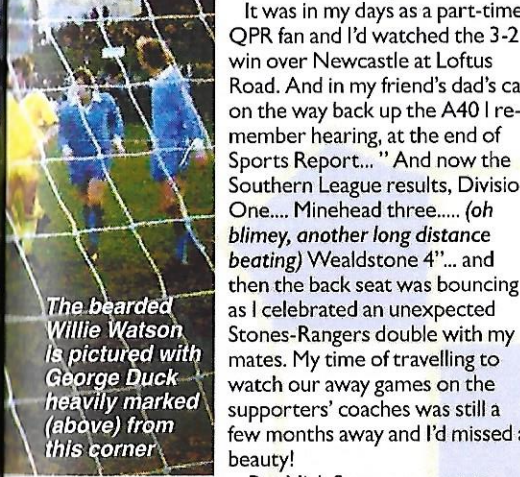 The bearded
Willie Watson
is pictured with
George Duck
heavily marked
(above) from
this corner
It was in my days as a part-time
QPR fan and I'd watched the 3-2
win over Newcastle at Loftus
Road. And in my friend's dad's ca
on the way back up the A40 I re-
member hearing, at the end of
Sports Report... " And now the
Southern League results, Divisio
One.... Minehead three..... (oh
blimey, another long distance
beating) Wealdstone 4"... and
then the back seat was bouncing
as I celebrated an unexpected
Stones-Rangers double with my
mates. My time of travelling to
watch our away games on the
supporters' coaches was still a
few months away and I'd missed a
beauty!